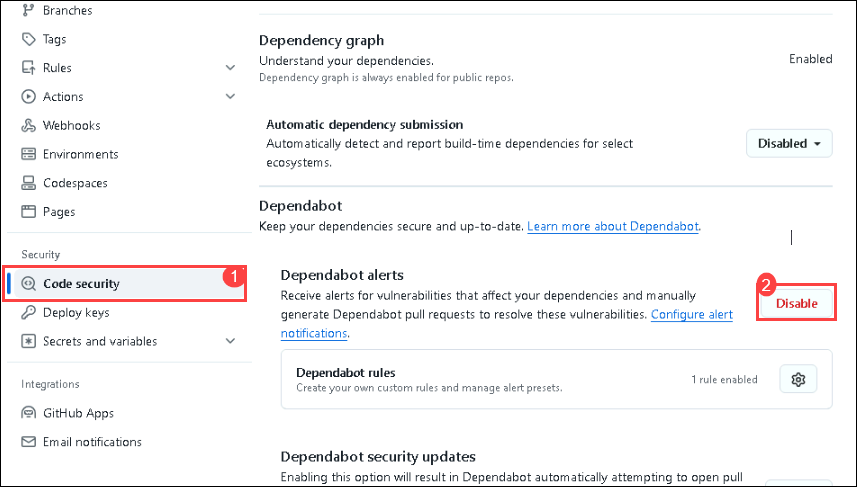 Branches
Tags
Rules
Actions
Webhooks
Environments
Codespaces
Pages
Security
Code security
1
Deploy keys
Secrets and variables
Integrations
GitHub Apps
Email notifications
Dependency graph
Understand your dependencies.
Dependency graph is always enabled for public repos.
Enabled
Automatic dependency submission
Automatically detect and report build-time dependencies for select
ecosystems.
Disabled
Dependabot
Keep your dependencies secure and up-to-date. Learn more about Dependabot.
Dependabot alerts
Receive alerts for vulnerabilities that affect your dependencies and manually
generate Dependabot pull requests to resolve these vulnerabilities. Configure alert
notifications.
2
Disable
Dependabot rules
Create your own custom rules and manage alert presets.
1 rule enabled
Dependabot security updates
Enabling this option will result in Dependabot automatically attempting to open pull